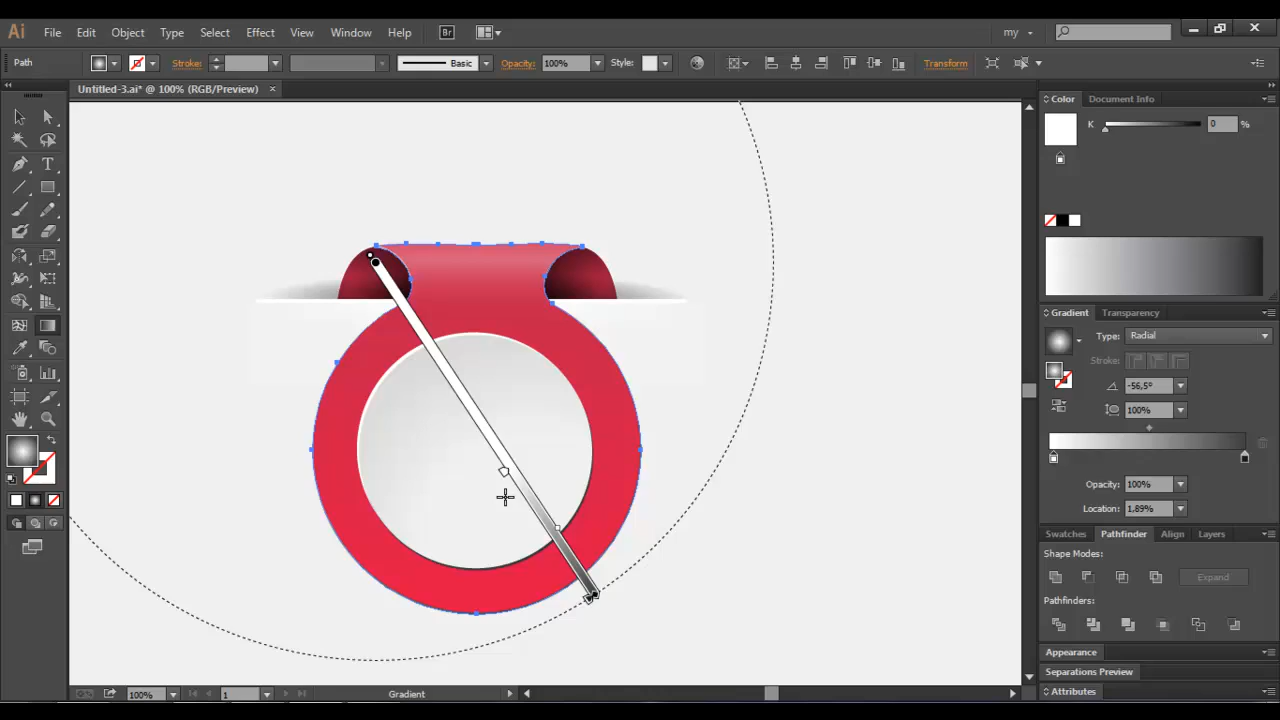 Ai File Edit Object Type Select Effect View Window Help Br my
Path Stroke: Basic Opacity: 100% Style: Transform
Untitled-3.ai* @ 100% (RGB/Preview)
Color Document Info
K 0 %
Gradient Transparency
Type: Radial
Stroke:
-56,5°
100%
Opacity: 100%
Location: 1,89%
Swatches Pathfinder Align Layers
Shape Modes:
Expand
Pathfinders:
Appearance
Separations Preview
Attributes
100% 1 Gradient